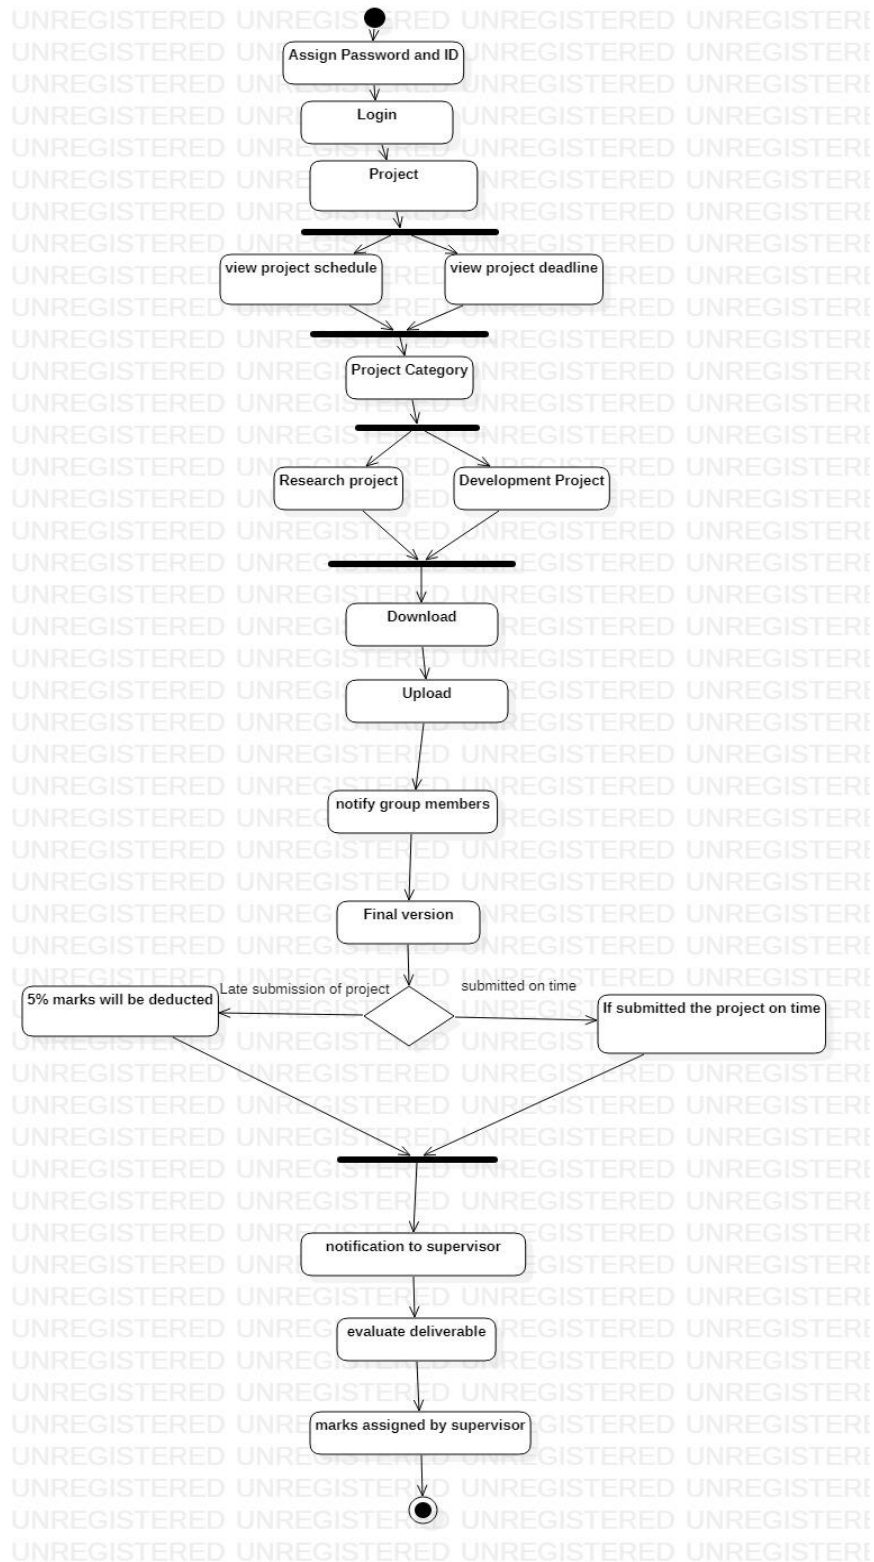 Assign Password and ID
Login
Project
view project schedule
view project deadline
Project Category
Research project
Development Project
Download
Upload
notify group members
Final version
Late submission of project
submitted on time
5% marks will be deducted
If submitted the project on time
notification to supervisor
evaluate deliverable
marks assigned by supervisor
UNREGISTERED